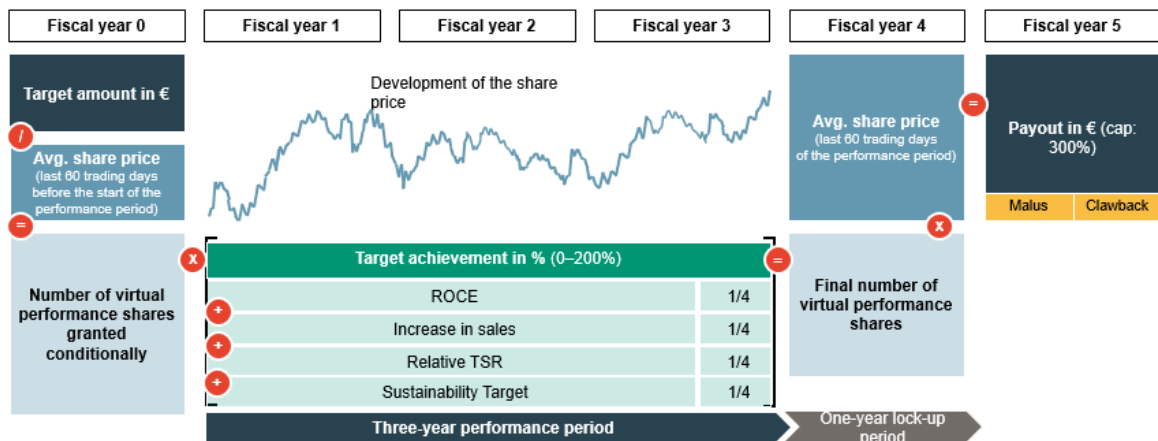 Fiscal year 0
Fiscal year 1
Fiscal year 2
Fiscal year 3
Fiscal year 4
Fiscal year 5
Target amount in €
/
Avg. share price
(last 60 trading days
before the start of the
performance period)
=
Number of virtual
performance shares
granted
conditionally
x
Development of the share
price
Target achievement in % (0–200%)
ROCE
1/4
+
Increase in sales
1/4
+
Relative TSR
1/4
+
Sustainability Target
1/4
=
Avg. share price
(last 60 trading days
of the performance period)
x
Final number of
virtual performance
shares
=
Payout in € (cap:
300%)
Malus
Clawback
Three-year performance period
One-year lock-up
period